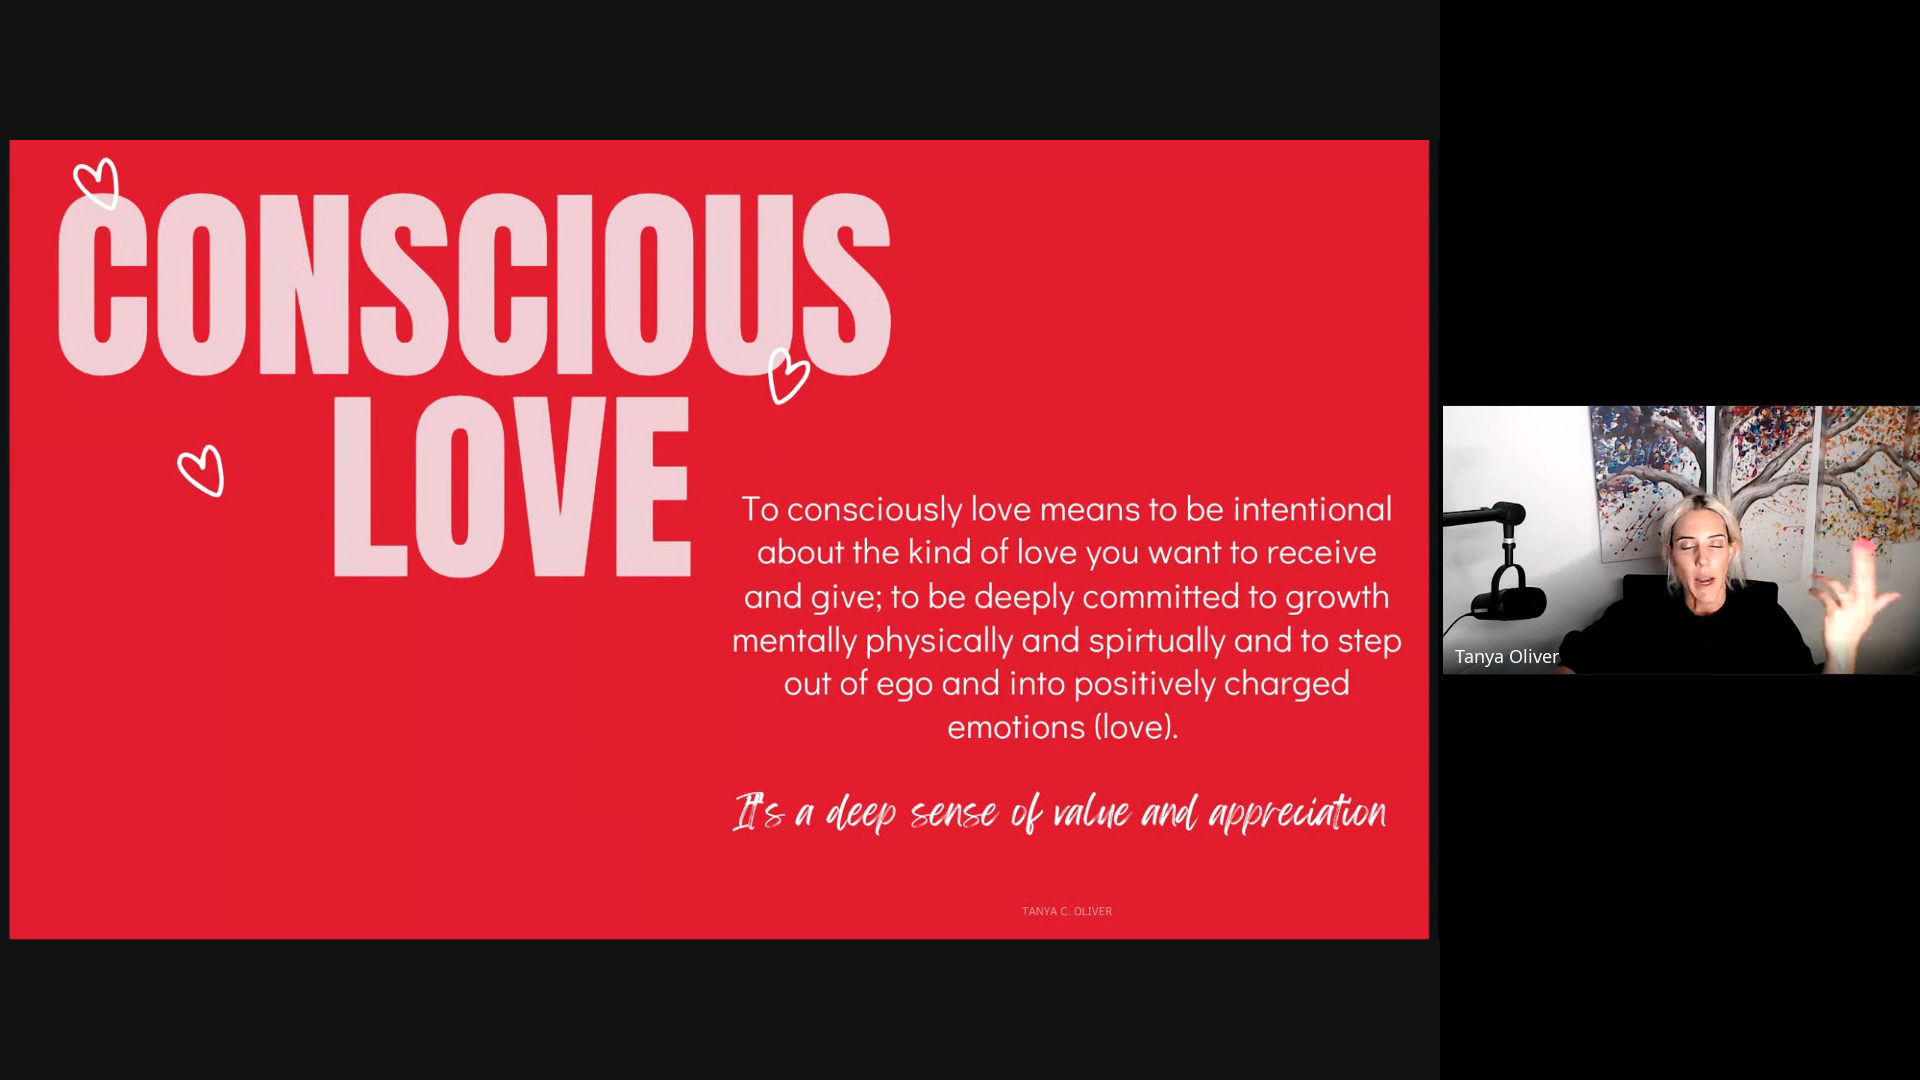 CONSCIOUS
LOVE
To consciously love means to be intentional
about the kind of love you want to receive
and give; to be deeply committed to growth
mentally physically and spirtually and to step
out of ego and into positively charged
emotions (love).
It's a deep sense of value and appreciation
TANYA C. OLIVER
Tanya Oliver